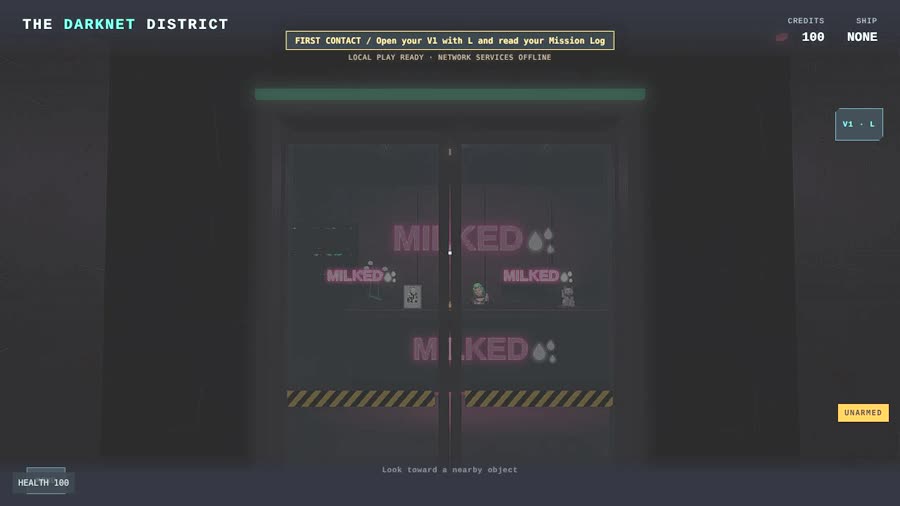 THE DARKNET DISTRICT
FIRST CONTACT / Open your V1 with L and read your Mission Log
LOCAL PLAY READY · NETWORK SERVICES OFFLINE
CREDITS
100
SHIP
NONE
V1 · L
MILKED
MILKED
MILKED
MILKED
UNARMED
Look toward a nearby object
HEALTH 100